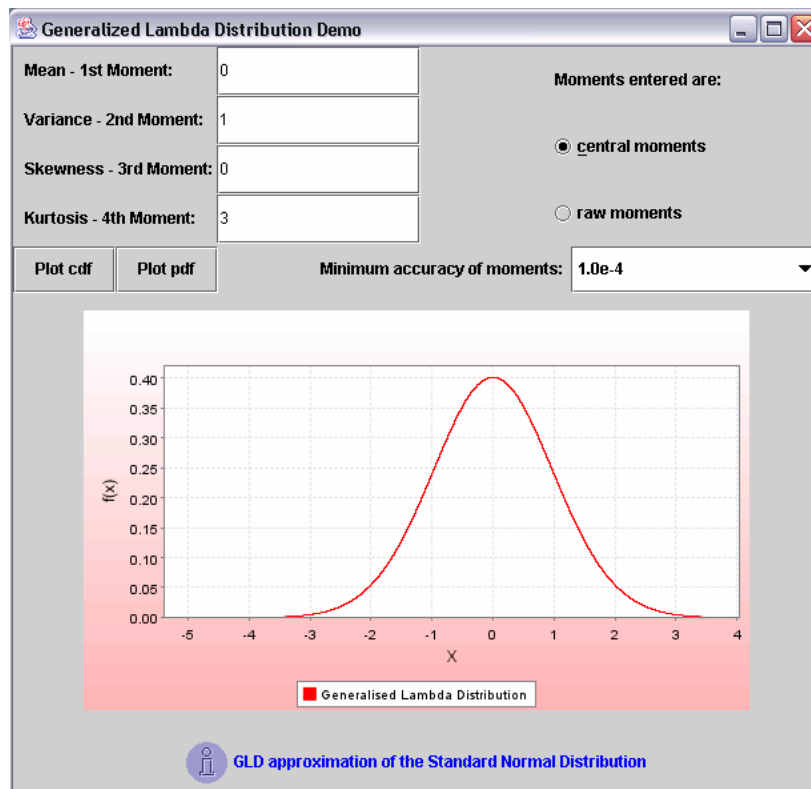 Generalized Lambda Distribution Demo
Mean - 1st Moment: 0
Variance - 2nd Moment: 1
Skewness - 3rd Moment: 0
Kurtosis - 4th Moment: 3
Moments entered are:
central moments
raw moments
Plot cdf Plot pdf Minimum accuracy of moments: 1.0e-4
0.40
0.35
0.30
0.25
0.20
0.15
0.10
0.05
0.00
f(x)
-5 -4 -3 -2 -1 0 1 2 3 4
X
Generalised Lambda Distribution
i GLD approximation of the Standard Normal Distribution